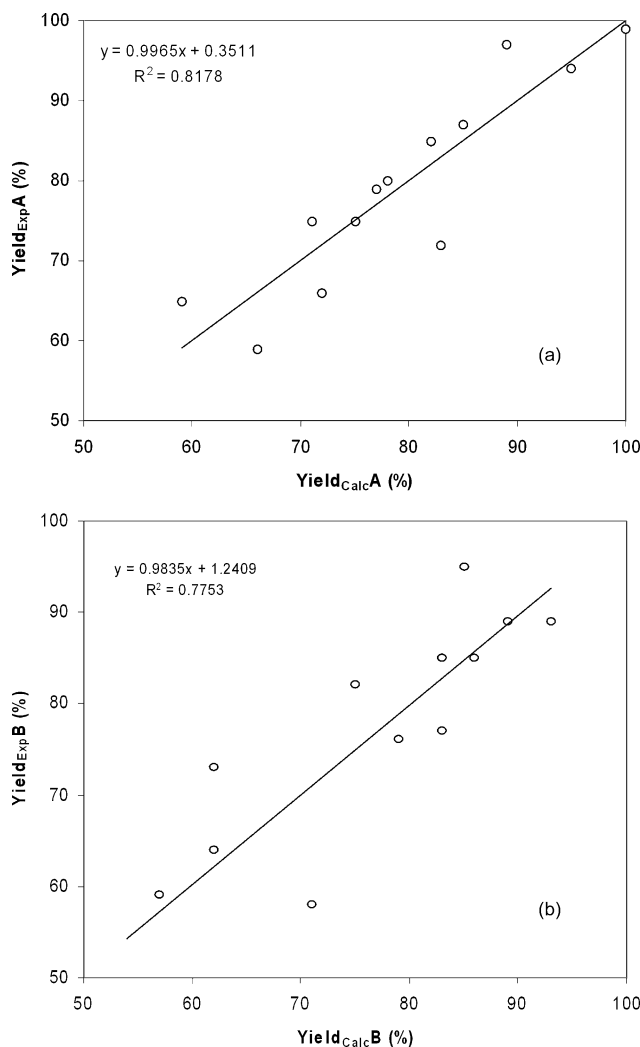 100
y = 0.9965x + 0.3511
R² = 0.8178
90
80
70
60
50
Yield_ExpA (%)
(a)
50 60 70 80 90 100
Yield_CalcA (%)
100
y = 0.9835x + 1.2409
R² = 0.7753
90
80
70
60
50
Yield_ExpB (%)
(b)
50 60 70 80 90 100
Yield_CalcB (%)